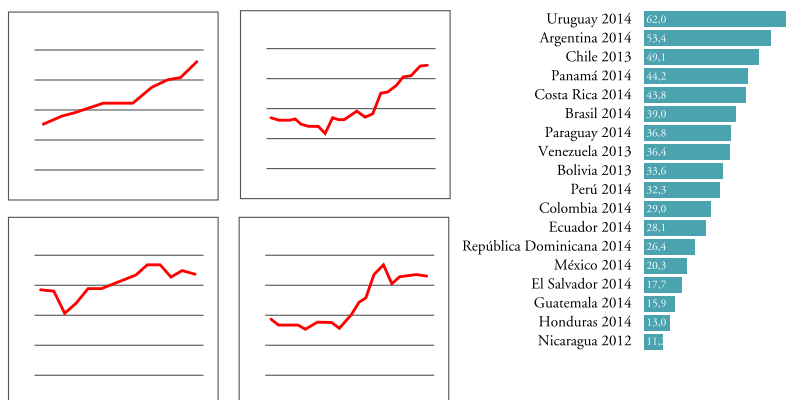 Uruguay 2014 62,0
Argentina 2014 53,4
Chile 2013 49,1
Panamá 2014 44,2
Costa Rica 2014 43,8
Brasil 2014 39,0
Paraguay 2014 36,8
Venezuela 2013 36,4
Bolivia 2013 33,6
Perú 2014 32,3
Colombia 2014 29,0
Ecuador 2014 28,1
República Dominicana 2014 26,4
México 2014 20,3
El Salvador 2014 17,7
Guatemala 2014 15,9
Honduras 2014 13,0
Nicaragua 2012